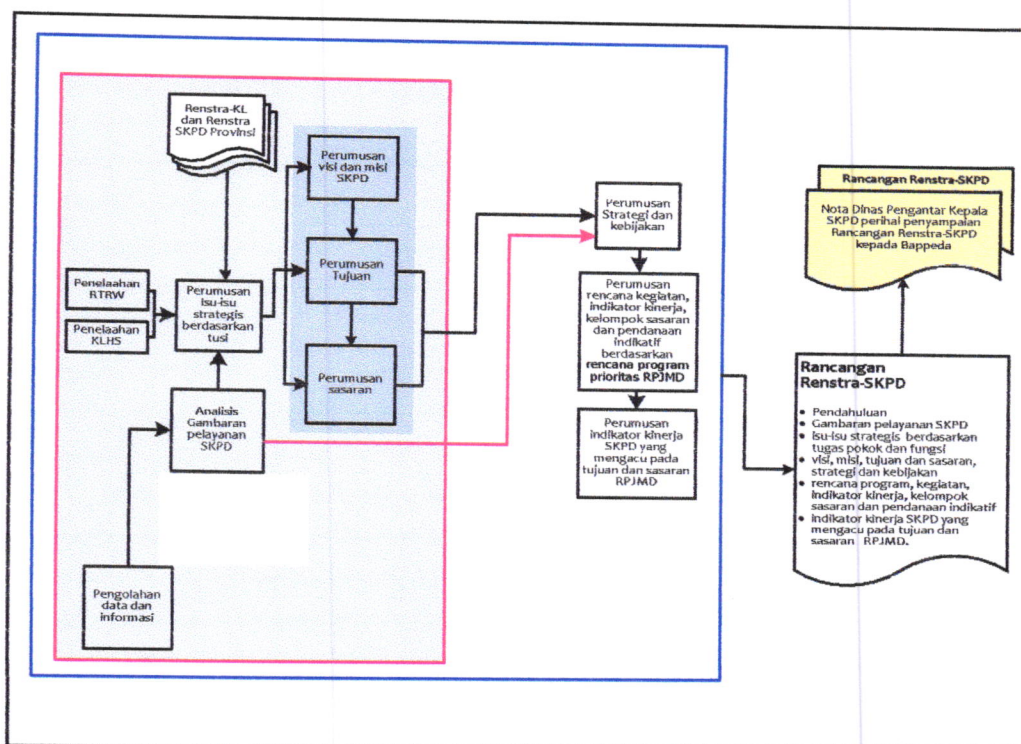 Renstra-KL
dan Renstra
SKPD Provinsi
Perumusan
visi dan misi
SKPD
Perumusan
Tujuan
Perumusan
sasaran
Penelaahan
RTRW
Penelaahan
KLHS
Perumusan
isu-isu
strategis
berdasarkan
tusi
Analisis
Gambaran
pelayanan
SKPD
Pengolahan
data dan
informasi
Perumusan
Strategi dan
kebijakan
Perumusan
rencana kegiatan,
indikator kinerja,
kelompok sasaran
dan pendanaan
indikatif
berdasarkan
rencana program
prioritas RPJMD
Perumusan
indikator kinerja
SKPD yang
mengacu pada
tujuan dan sasaran
RPJMD
Rancangan Renstra-SKPD
Nota Dinas Pengantar Kepala
SKPD perihal penyampaian
Rancangan Renstra-SKPD
kepada Bappeda
Rancangan
Renstra-SKPD
• Pendahuluan
• Gambaran pelayanan SKPD
• isu-isu strategis berdasarkan
tugas pokok dan fungsi
• visi, misi, tujuan dan sasaran,
strategi dan kebijakan
• rencana program, kegiatan,
indikator kinerja, kelompok
sasaran dan pendanaan indikatif
• indikator kinerja SKPD yang
mengacu pada tujuan dan
sasaran RPJMD.